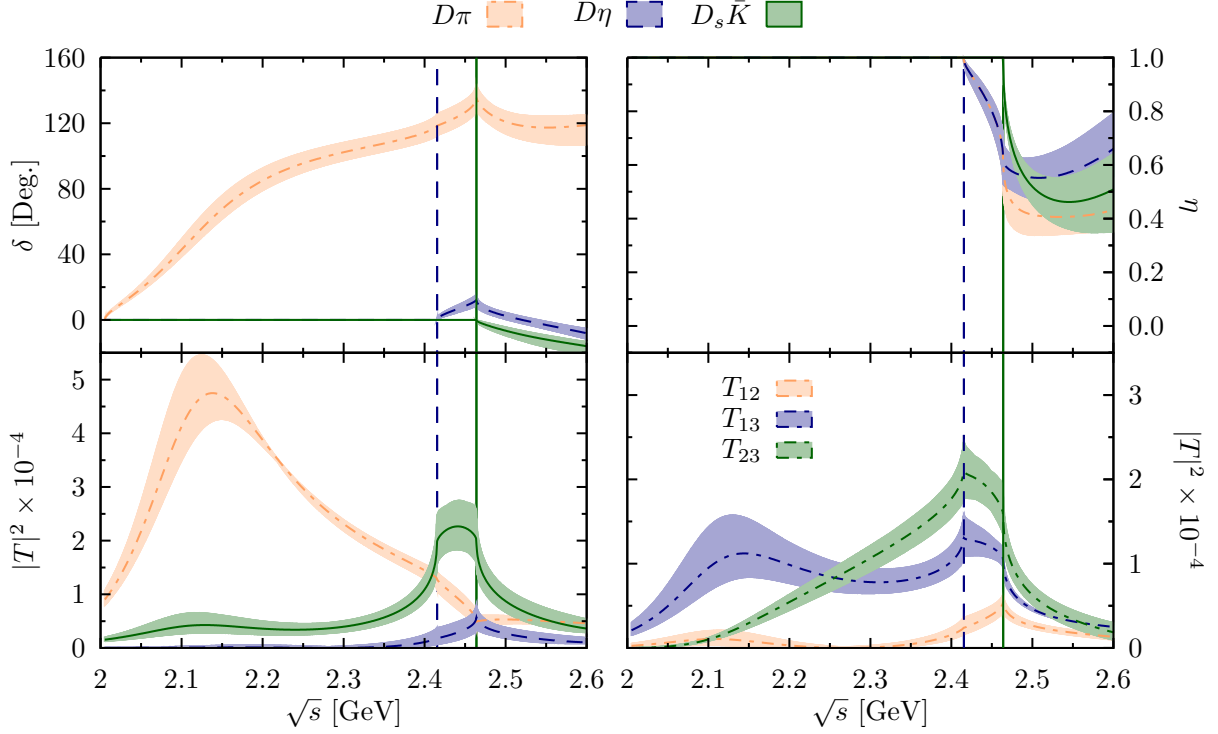 Dπ Dη D_s K̄
160
120
80
40
0
δ [Deg.]
1.0
0.8
0.6
0.4
0.2
0.0
η
5
4
3
2
1
0
|T|² × 10⁻⁴
2 2.1 2.2 2.3 2.4 2.5 2.6
√s [GeV]
T₁₂
T₁₃
T₂₃
3
2
1
0
|T|² × 10⁻⁴
2 2.1 2.2 2.3 2.4 2.5 2.6
√s [GeV]